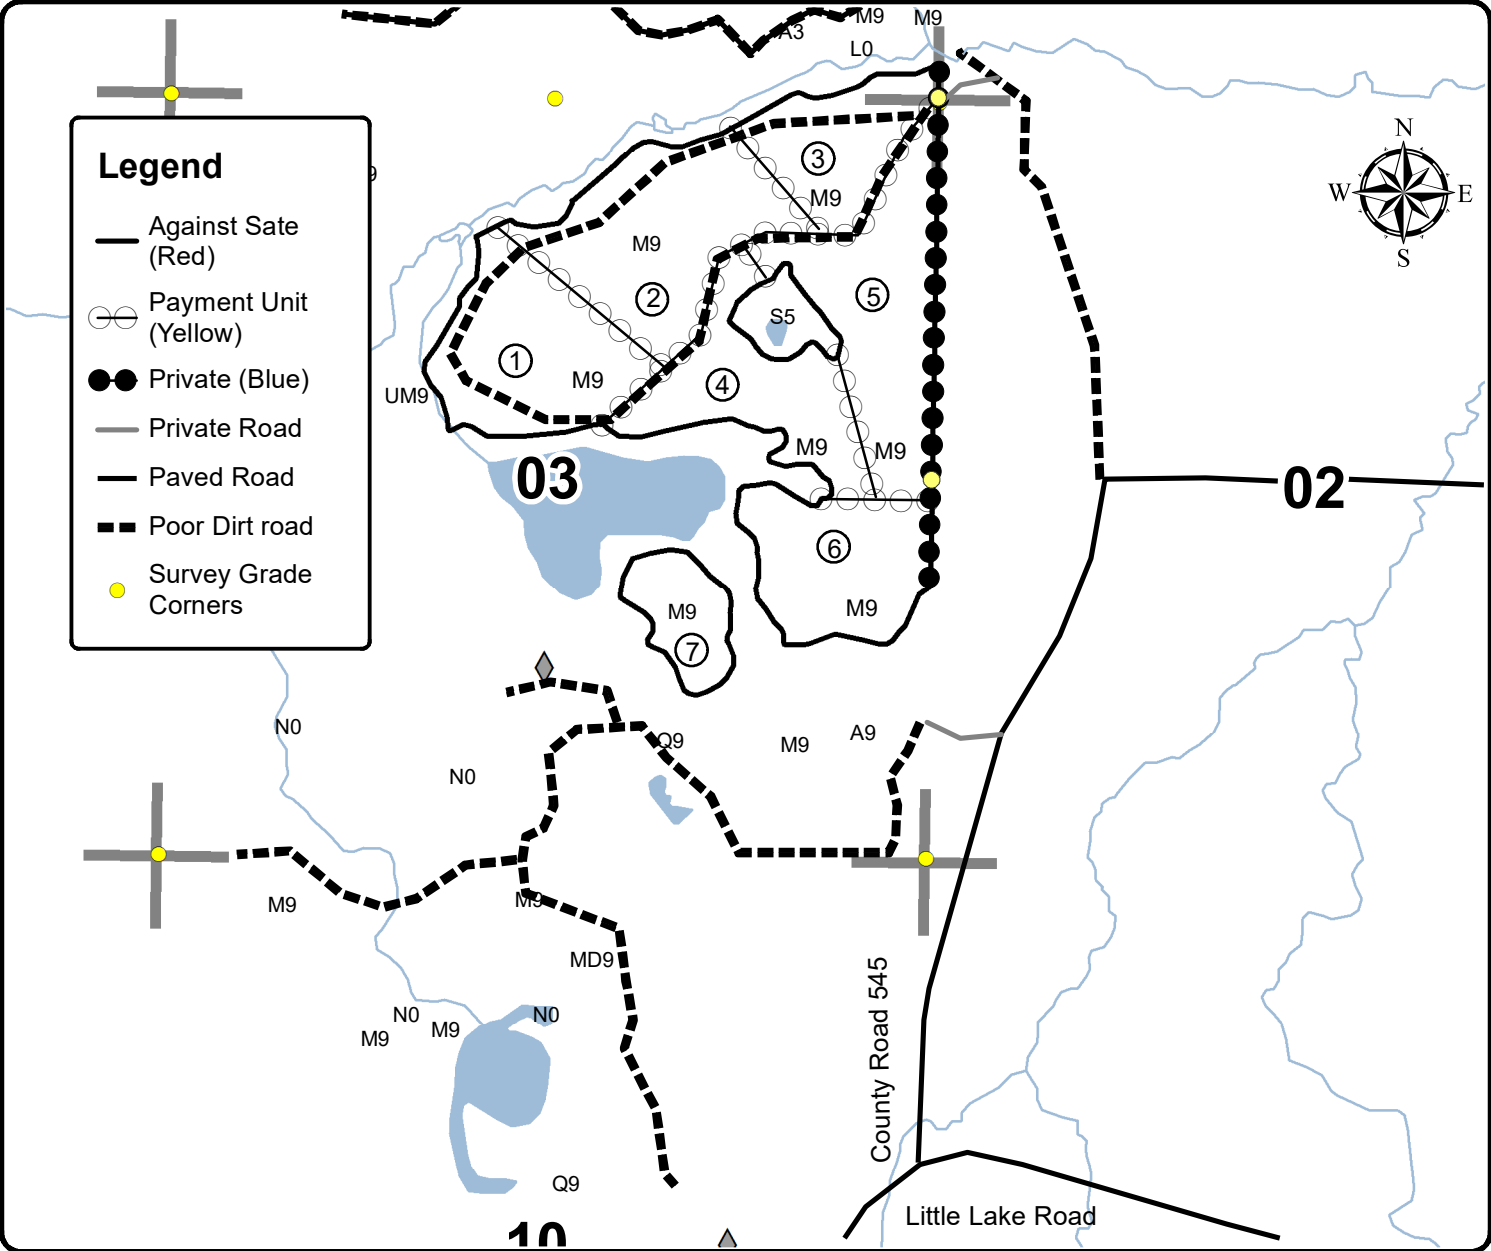 M9
M9
A3
L0
N
W
E
S
Legend
Against Sate
(Red)
Payment Unit
(Yellow)
Private (Blue)
Private Road
Paved Road
Poor Dirt road
Survey Grade
Corners
9
3
M9
M9
2
5
S5
1
M9
4
UM9
M9
M9
03
02
6
M9
M9
7
N0
Q9
M9
A9
N0
M9
M9
MD9
County Road 545
N0
N0
M9
M9
Q9
Little Lake Road
10